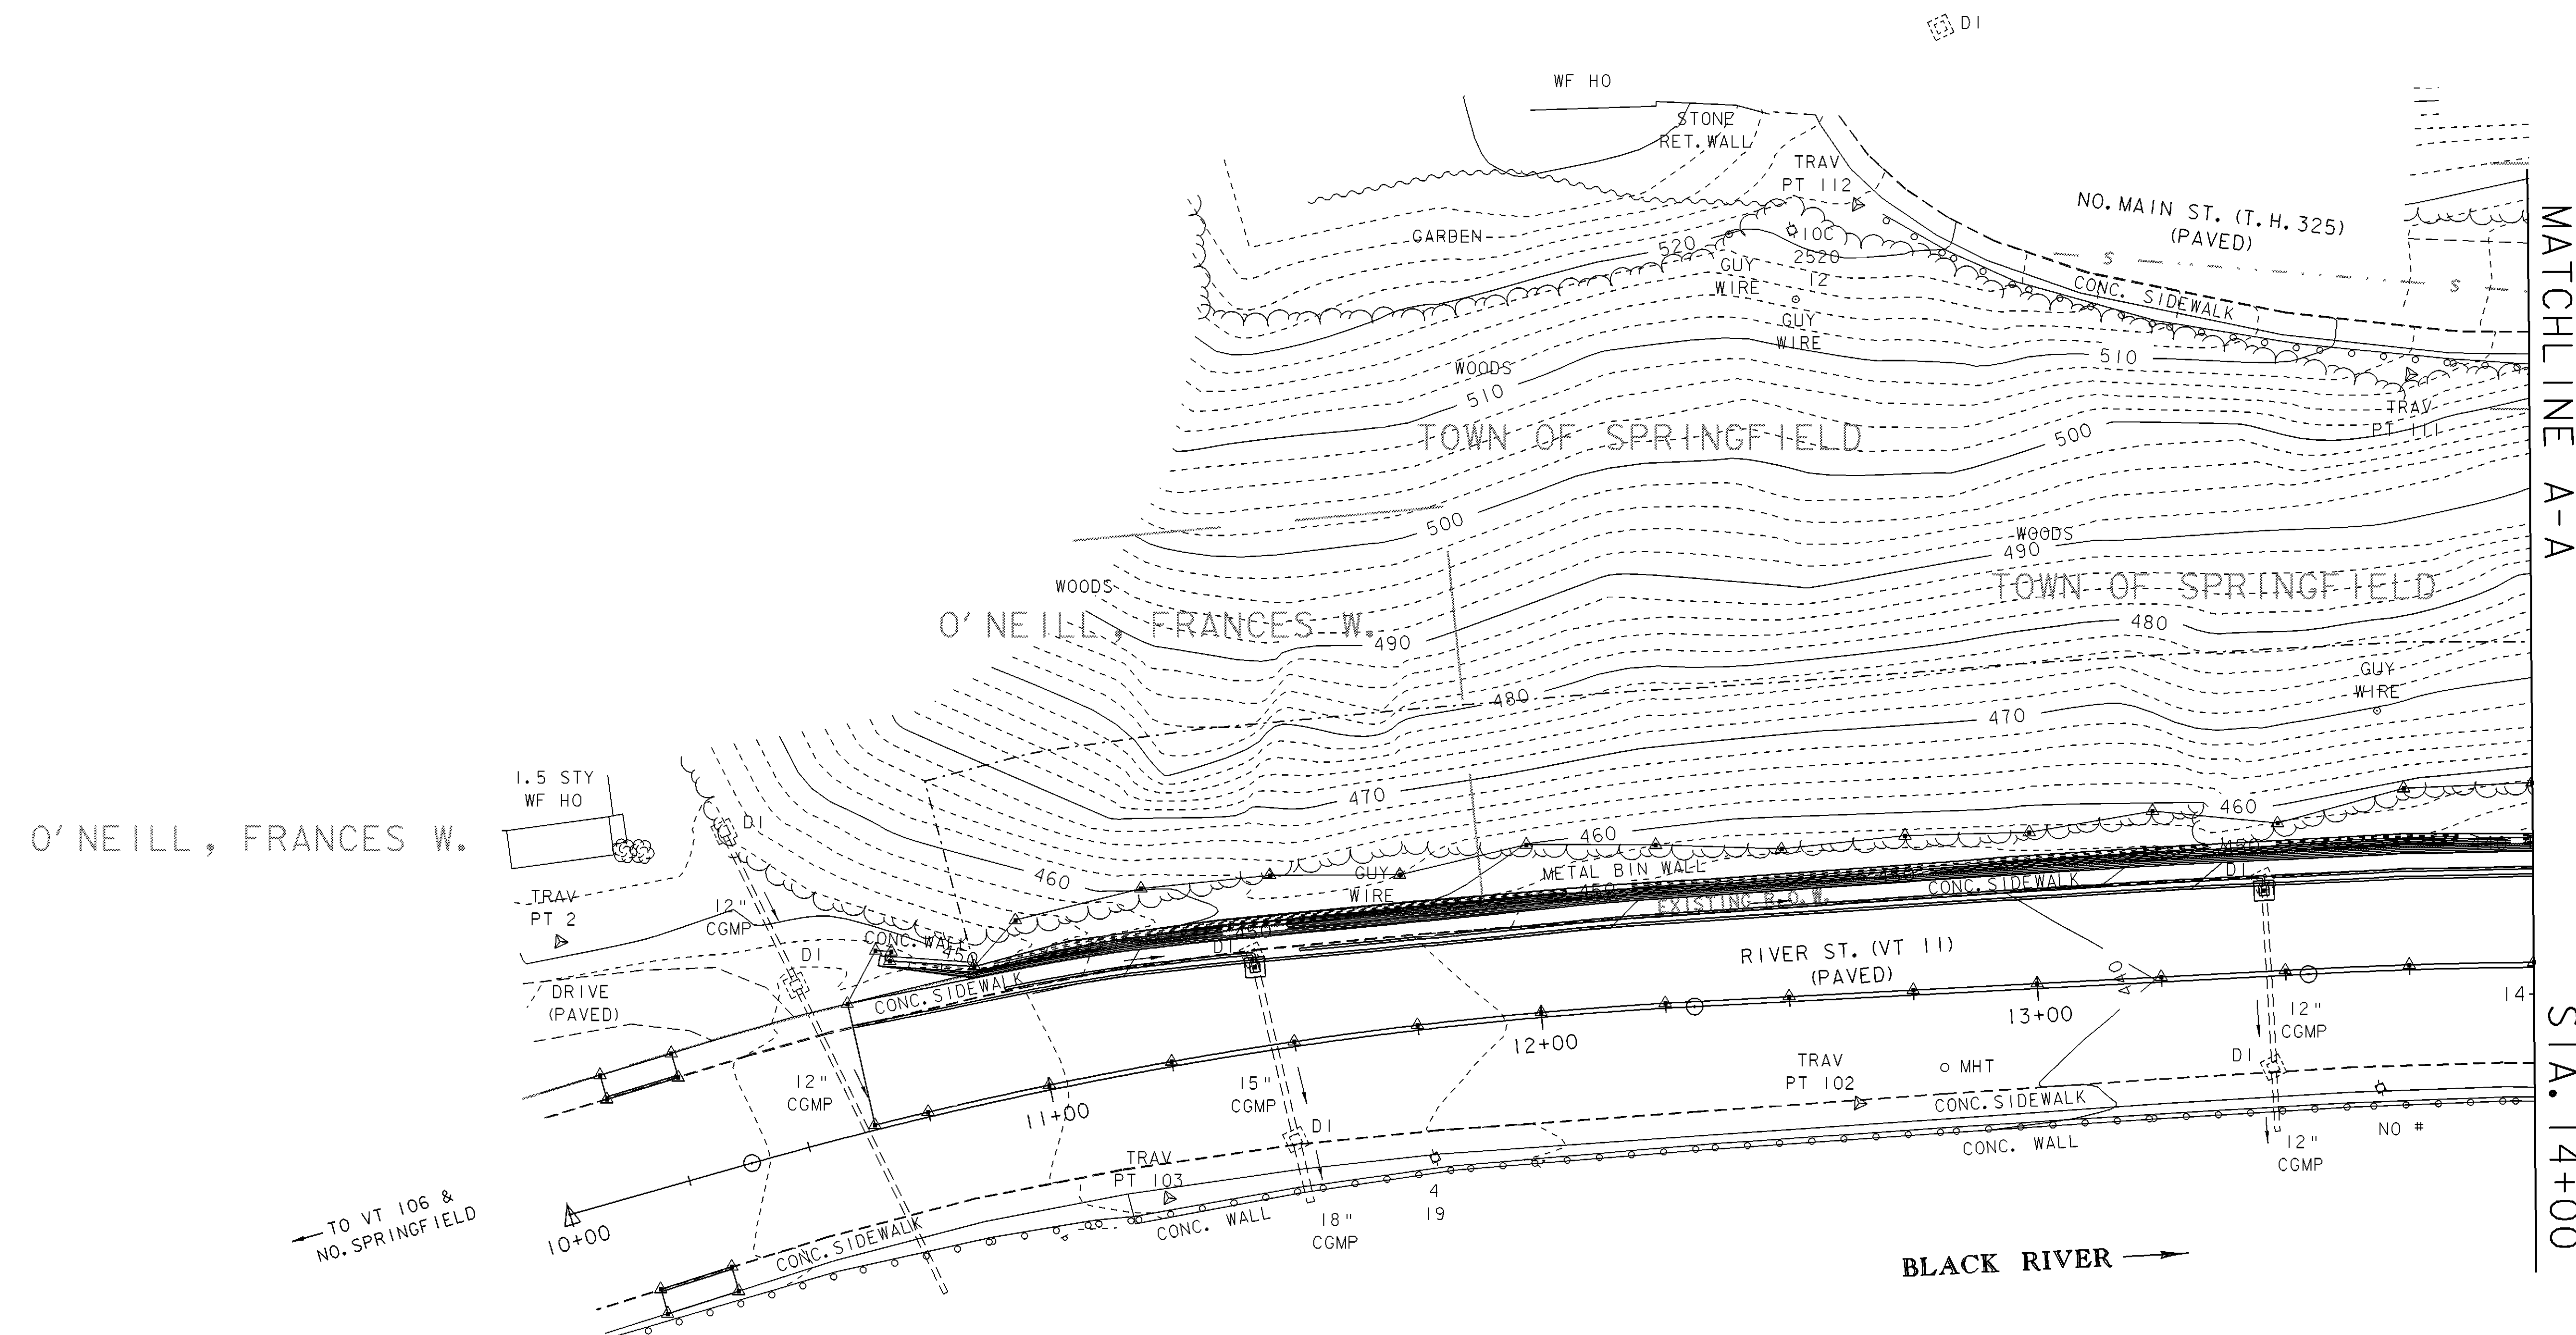 DI
WF HO
STONE
RET. WALL
TRAV
PT 112
NO. MAIN ST. (T.H. 325)
(PAVED)
MATCHLINE A-A
GARDEN
520
10C
2520
12
GUY
WIRE
S
S
CONC. SIDEWALK
GUY
WIRE
510
WOODS
510
TRAV
PT 111
TOWN OF SPRINGFIELD
500
500
WOODS
490
TOWN OF SPRINGFIELD
WOODS
O'NEILL, FRANCES W.
490
480
480
GUY
WIRE
470
1.5 STY
WF HO
470
460
O'NEILL, FRANCES W.
DI
460
460
METAL BIN WALL
GUY
WIRE
450
CONC. SIDEWALK
DI
EXISTING R.O.W.
TRAV
PT 2
12"
CGMP
CONC. WALL
450
DI
DI
RIVER ST. (VT 11)
(PAVED)
DRIVE
(PAVED)
CONC. SIDEWALK
14
12"
CGMP
13+00
12+00
STA. 14+00
DI
TRAV
PT 102
MHT
12"
CGMP
15"
CGMP
11+00
CONC. SIDEWALK
DI
NO #
CONC. WALL
12"
CGMP
TRAV
PT 103
4
19
TO VT 106 &
NO. SPRINGFIELD
10+00
CONC. SIDEWALK
CONC. WALL
18"
CGMP
BLACK RIVER